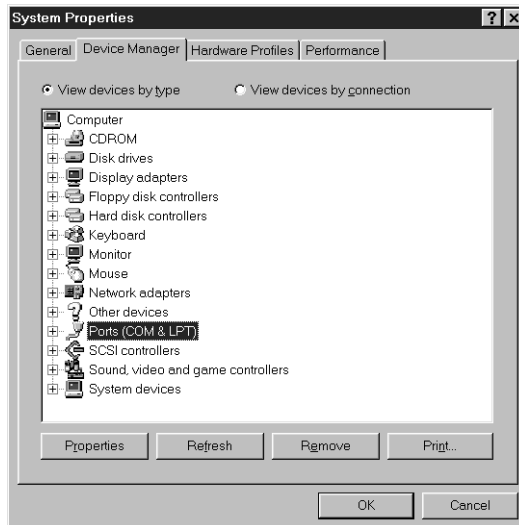 System Properties
General Device Manager Hardware Profiles Performance
View devices by type View devices by connection
Computer
CDROM
Disk drives
Display adapters
Floppy disk controllers
Hard disk controllers
Keyboard
Monitor
Mouse
Network adapters
Other devices
Ports (COM & LPT)
SCSI controllers
Sound, video and game controllers
System devices
Properties Refresh Remove Print...
OK Cancel